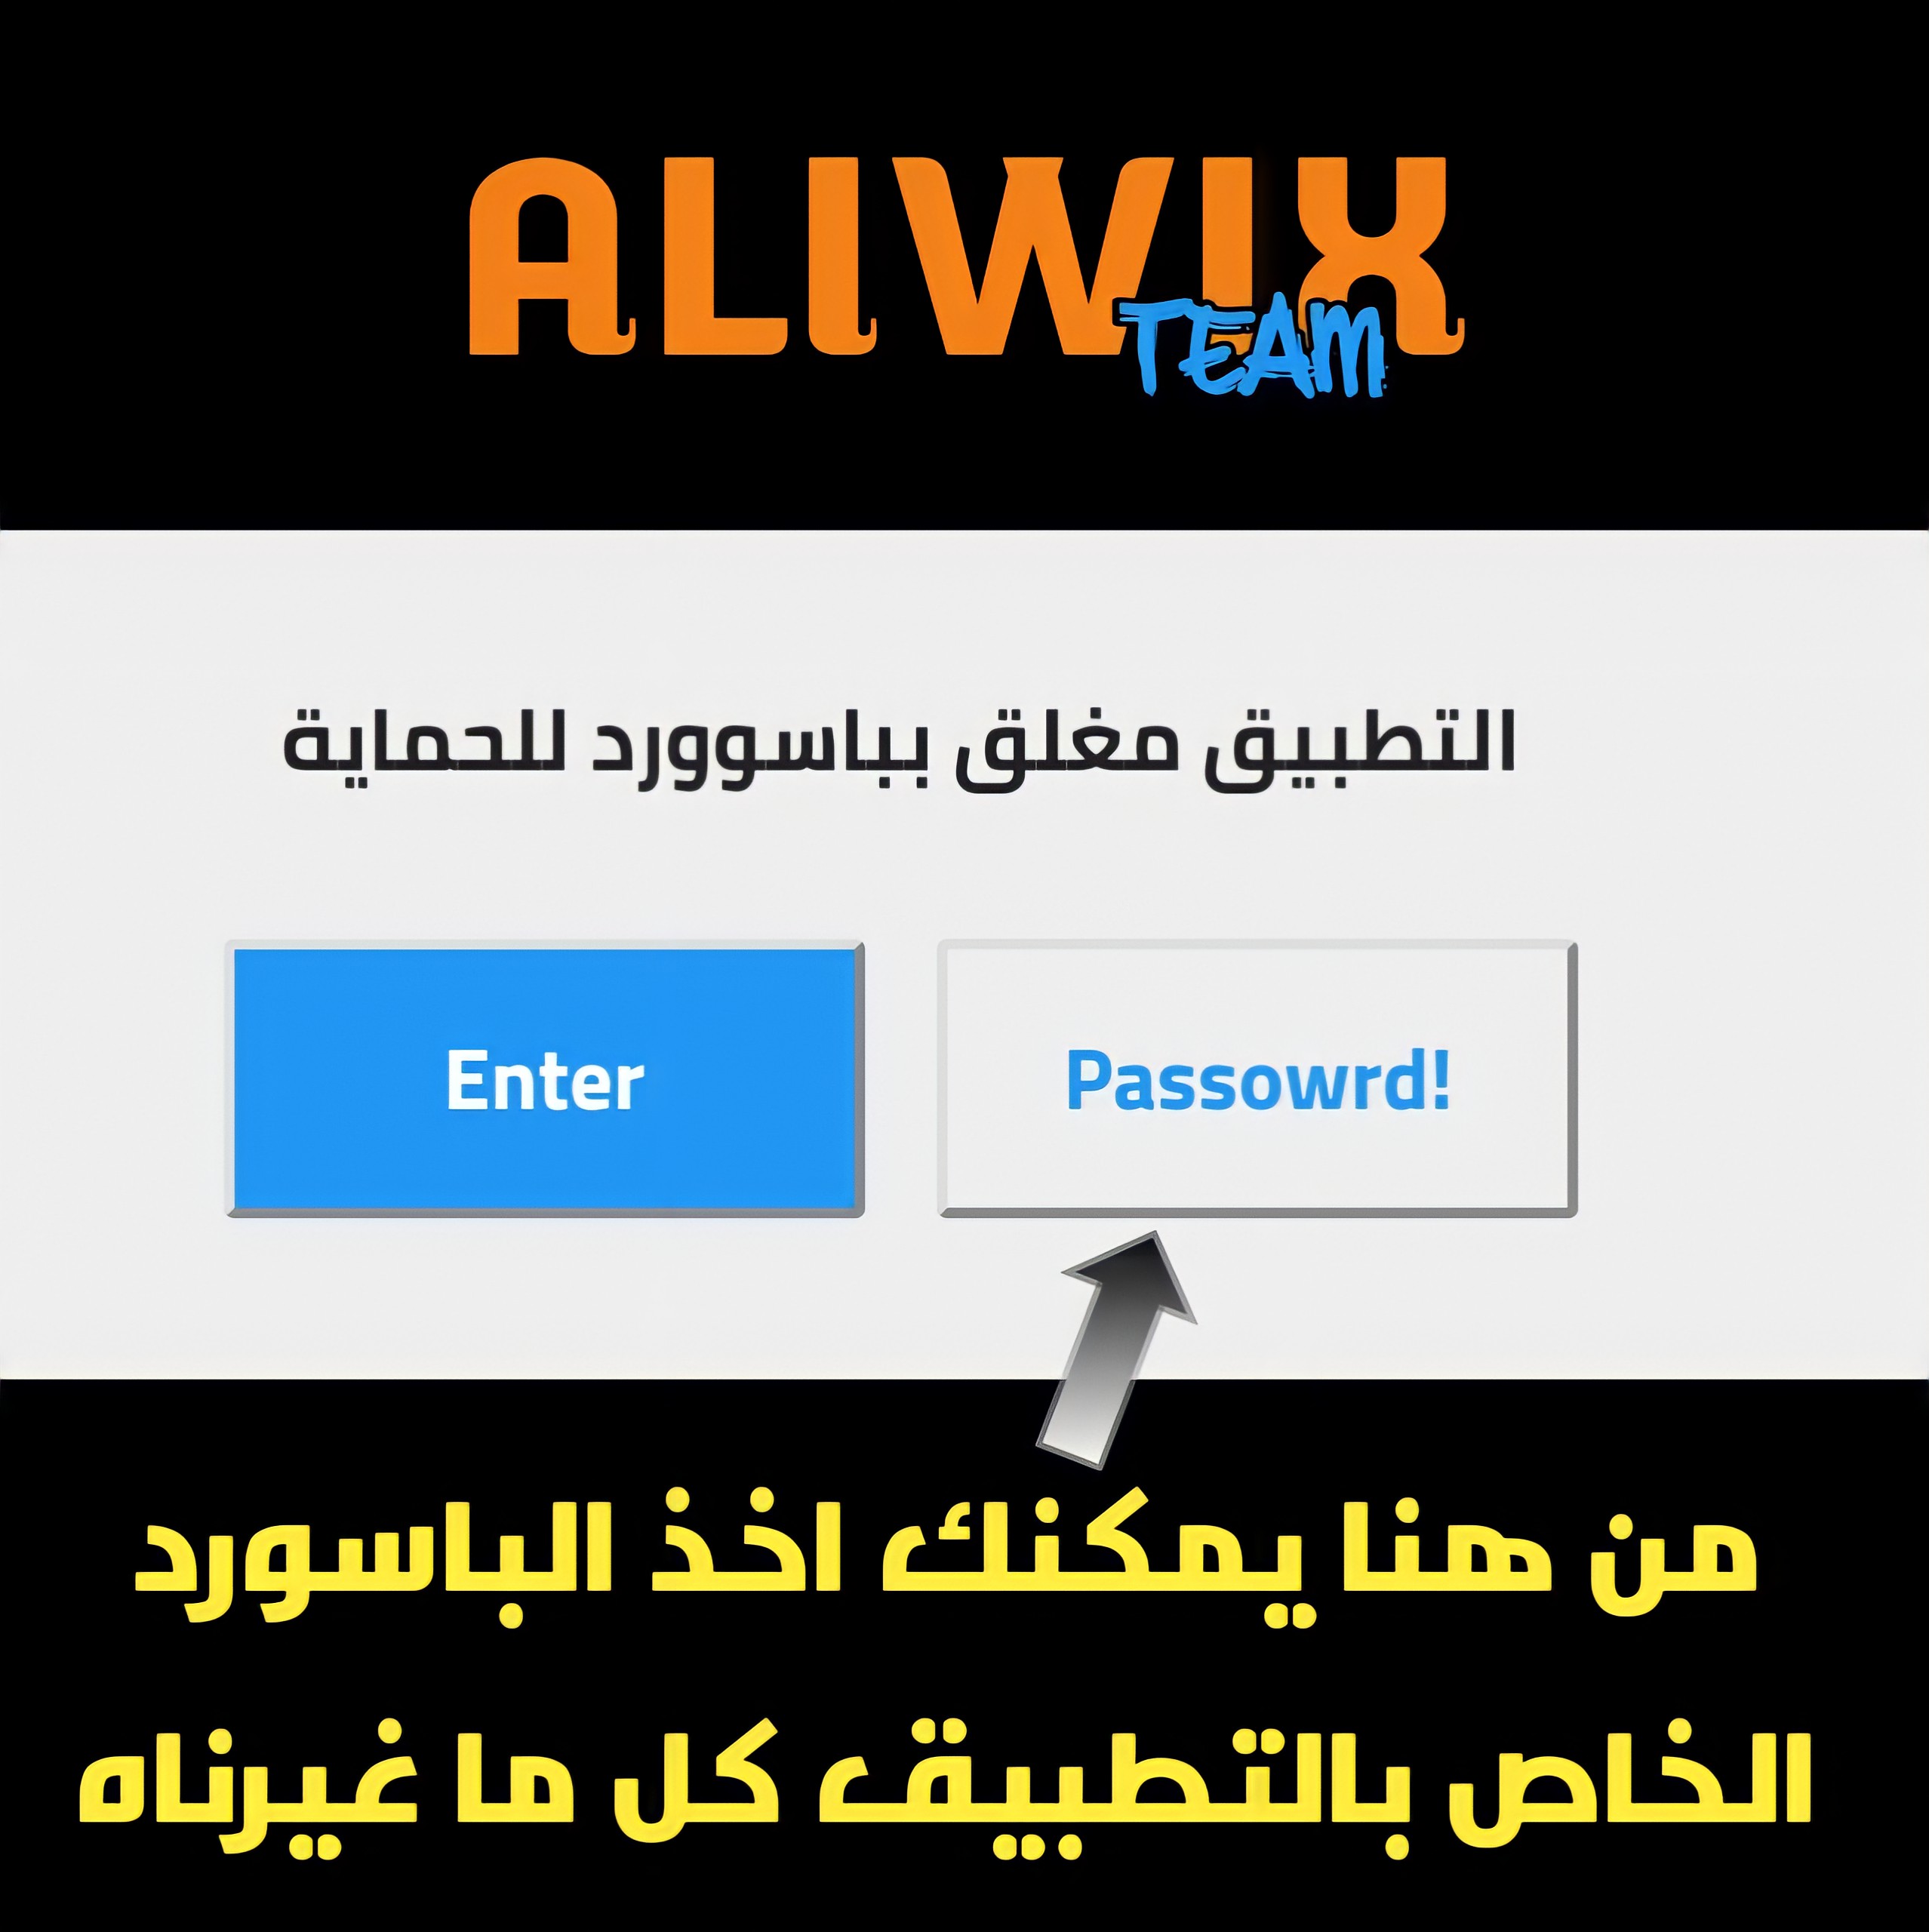 ALIWIX
TEAM
التطبيق مغلق بباسوورد للحماية
Enter
Passowrd!
من هنا يمكنك اخذ الباسورد
الخاص بالتطبيق كل ما غيرناه